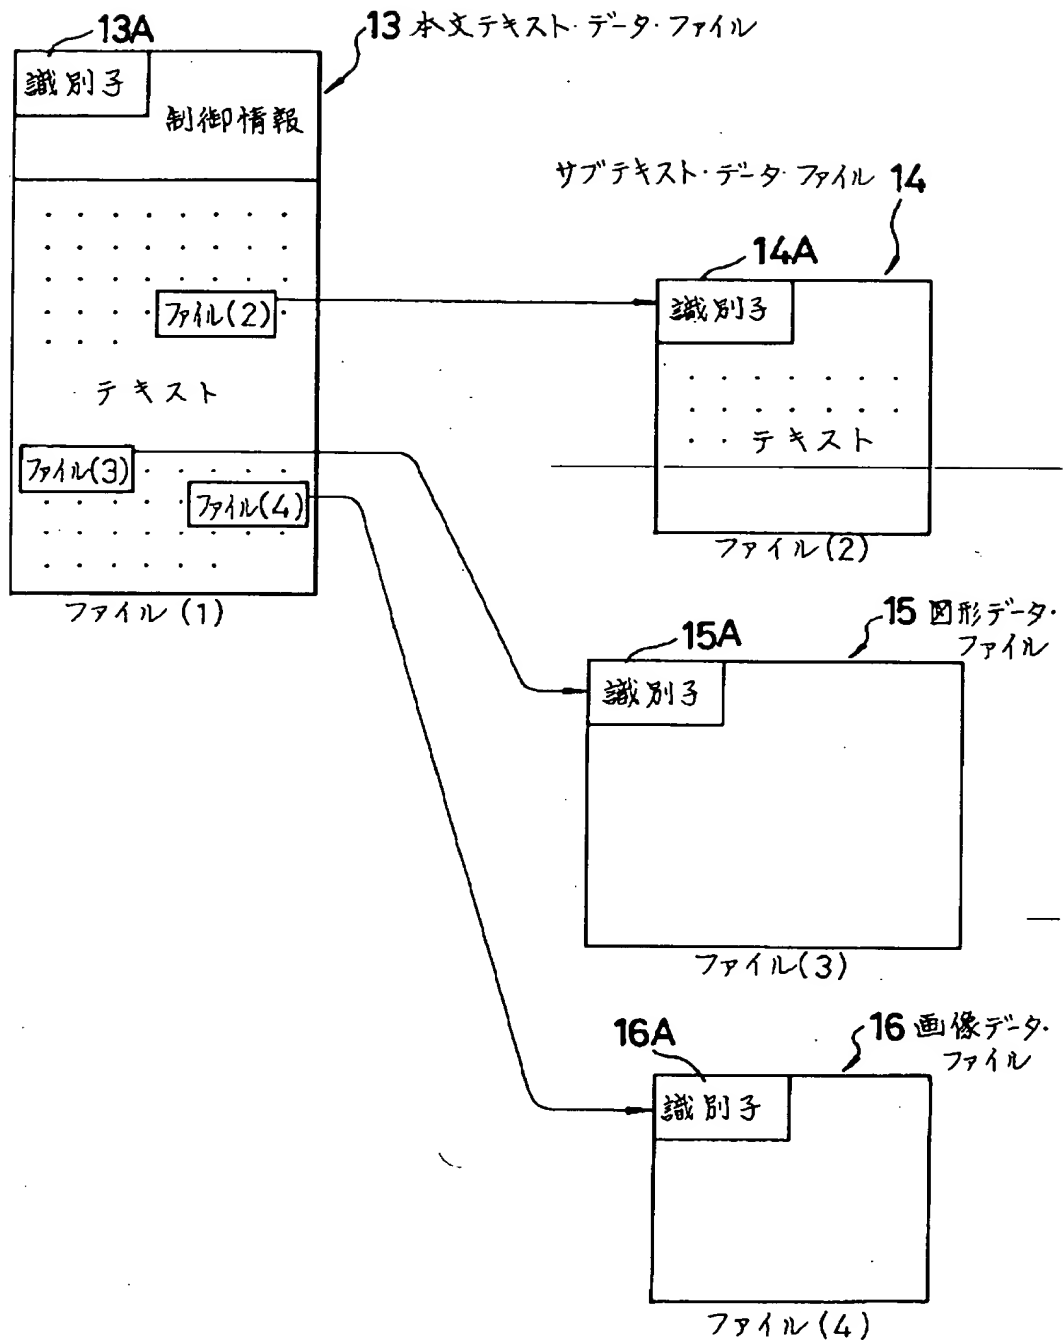 13A
13 本文テキスト・データ・ファイル
識別子
制御情報
ファイル(2)
テキスト
ファイル(3)
ファイル(4)
ファイル(1)
サブテキスト・データ・ファイル 14
14A
識別子
テキスト
ファイル(2)
15 図形データ・
ファイル
15A
識別子
ファイル(3)
16 画像データ・
ファイル
16A
識別子
ファイル(4)